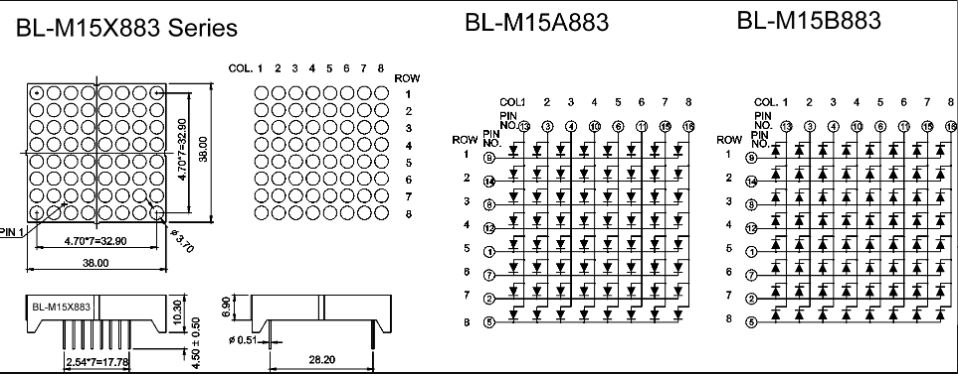 BL-M15X883 Series
BL-M15A883
BL-M15B883
COL. 1 2 3 4 5 6 7 8
ROW
1
2
3
4
5
6
7
8
4.70*7=32.90
38.00
PIN 1
4.70*7=32.90
ø 3.70
38.00
BL-M15X883
10.30
4.50 ± 0.50
2.54*7=17.78
8.90
ø 0.51
28.20
COL.1 2 3 4 5 6 7 8
PIN NO. 13 3 4 10 6 11 15 16
ROW PIN NO.
1 9
2 14
3 8
4 12
5 1
6 7
7 2
8 5
COL. 1 2 3 4 5 6 7 8
PIN NO. 13 3 4 10 6 11 15 16
ROW PIN NO.
1 9
2 14
3 8
4 12
5 1
6 7
7 2
8 5